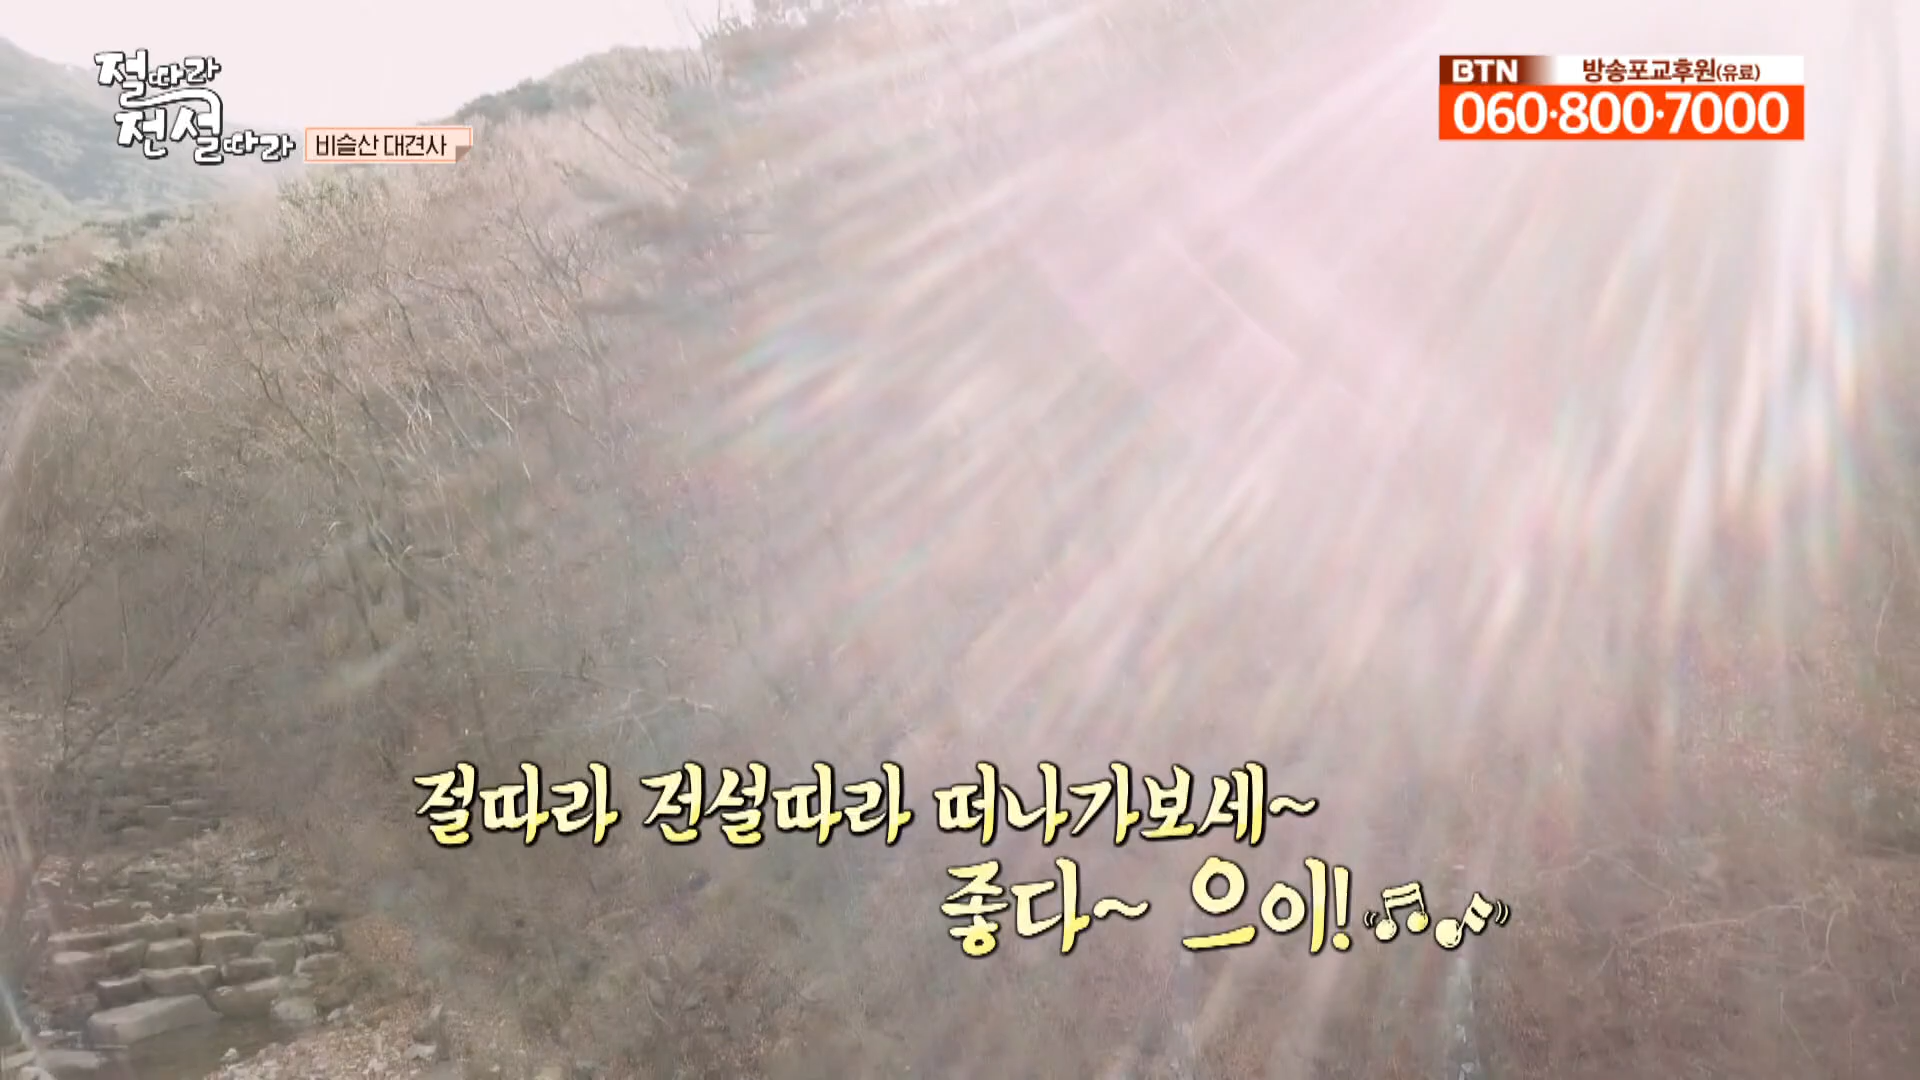 절따라
전설따라
비슬산 대견사
BTN 방송포교후원(유료)
060·800·7000
절따라 전설따라 떠나가보세~
좋다~ 으이!